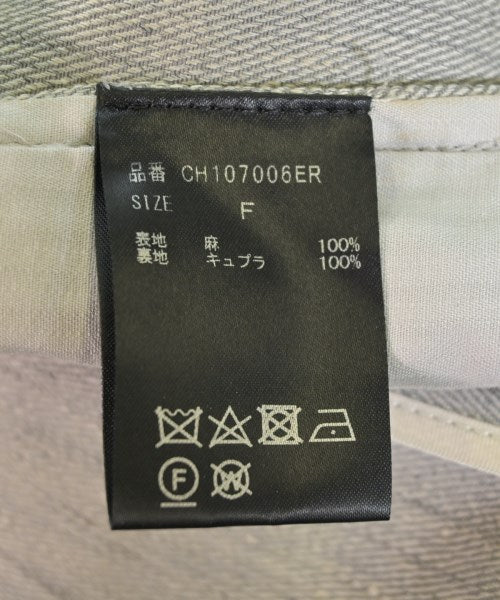 品番 CH107006ER
SIZE F
表地 麻 100%
裏地 キュプラ 100%
F
W